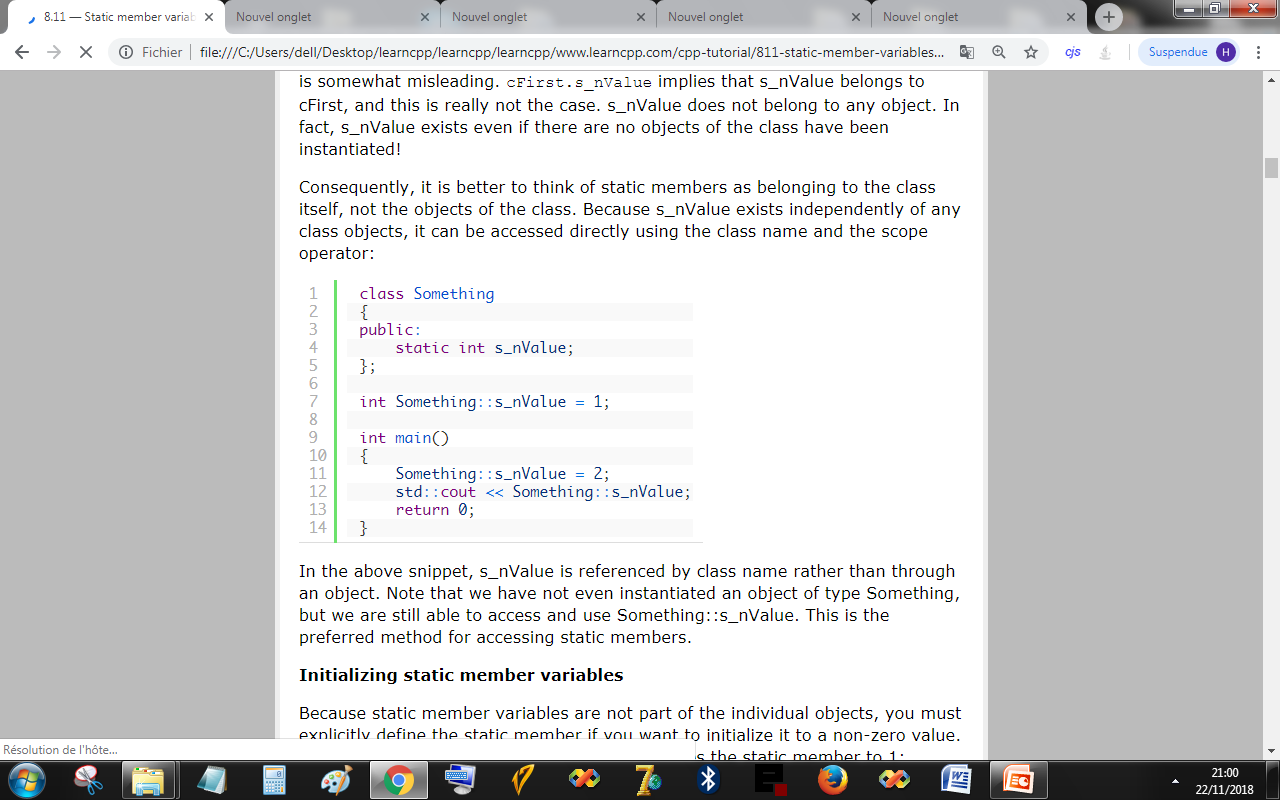 8.11 — Static member variab
Nouvel onglet
Nouvel onglet
Nouvel onglet
Nouvel onglet
Fichier
file:///C:/Users/dell/Desktop/learncpp/learncpp/learncpp/www.learncpp.com/cpp-tutorial/811-static-member-variables...
cjs
Suspendue
H
is somewhat misleading. cFirst.s_nValue implies that s_nValue belongs to
cFirst, and this is really not the case. s_nValue does not belong to any object. In
fact, s_nValue exists even if there are no objects of the class have been
instantiated!
Consequently, it is better to think of static members as belonging to the class
itself, not the objects of the class. Because s_nValue exists independently of any
class objects, it can be accessed directly using the class name and the scope
operator:
1 class Something
2 {
3 public:
4 static int s_nValue;
5 };
6
7 int Something::s_nValue = 1;
8
9 int main()
10 {
11 Something::s_nValue = 2;
12 std::cout << Something::s_nValue;
13 return 0;
14 }
In the above snippet, s_nValue is referenced by class name rather than through
an object. Note that we have not even instantiated an object of type Something,
but we are still able to access and use Something::s_nValue. This is the
preferred method for accessing static members.
Initializing static member variables
Because static member variables are not part of the individual objects, you must
explicitly define the static member if you want to initialize it to a non-zero value.
s the static member to 1:
Résolution de l'hôte...
21:00
22/11/2018